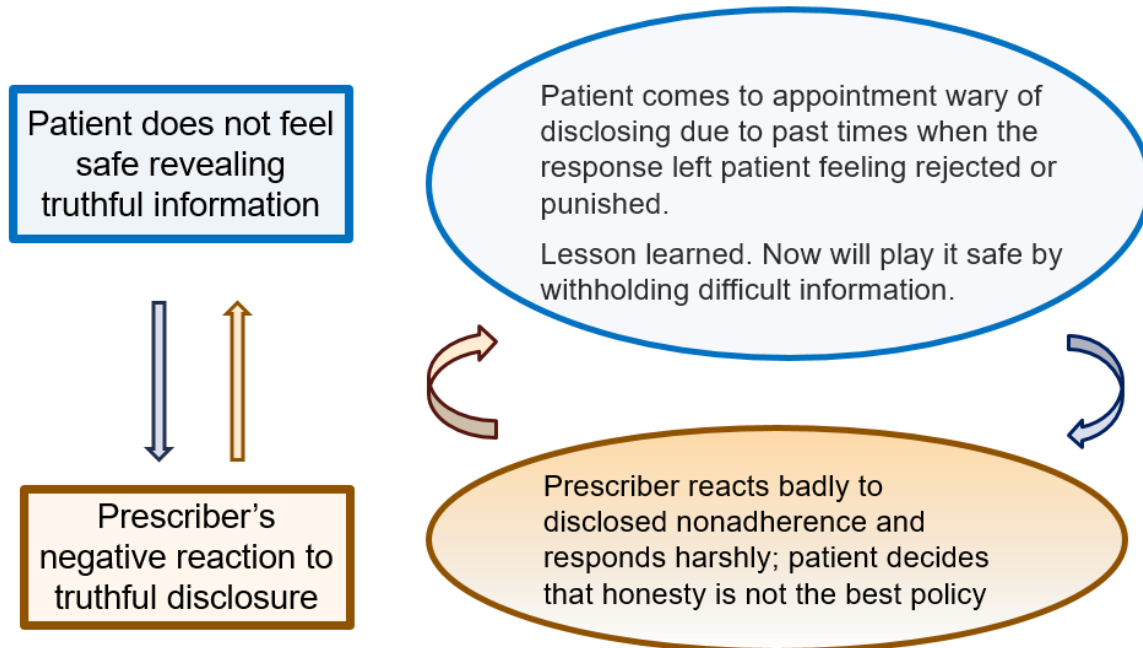 Patient does not feel
safe revealing
truthful information
Patient comes to appointment wary of
disclosing due to past times when the
response left patient feeling rejected or
punished.
Lesson learned. Now will play it safe by
withholding difficult information.
Prescriber’s
negative reaction to
truthful disclosure
Prescriber reacts badly to
disclosed nonadherence and
responds harshly; patient decides
that honesty is not the best policy